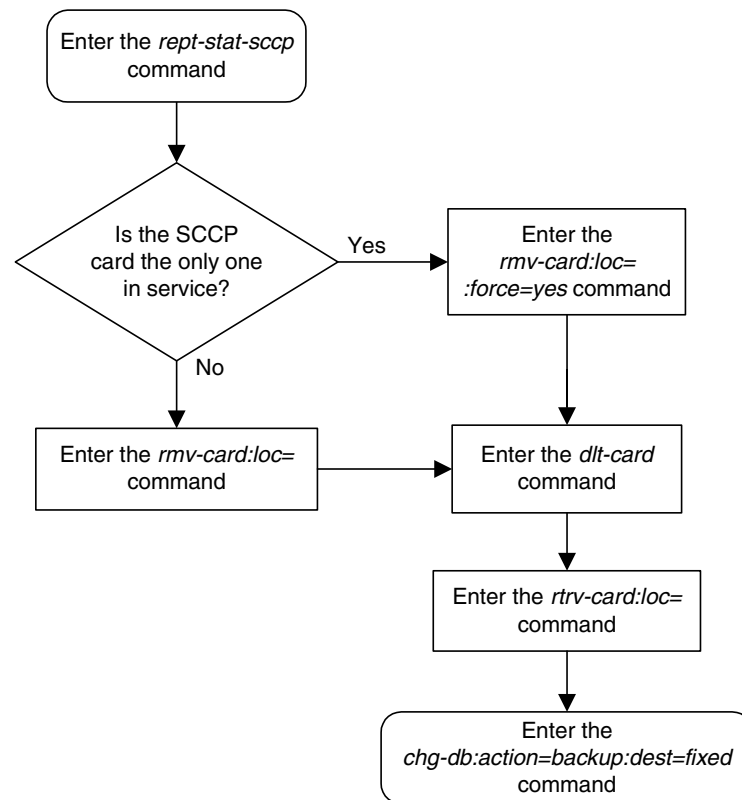 Enter the rept-stat-sccp
command
Is the SCCP
card the only one
in service?
Yes
Enter the
rmv-card:loc=
:force=yes command
No
Enter the rmv-card:loc=
command
Enter the dlt-card
command
Enter the rtrv-card:loc=
command
Enter the
chg-db:action=backup:dest=fixed
command